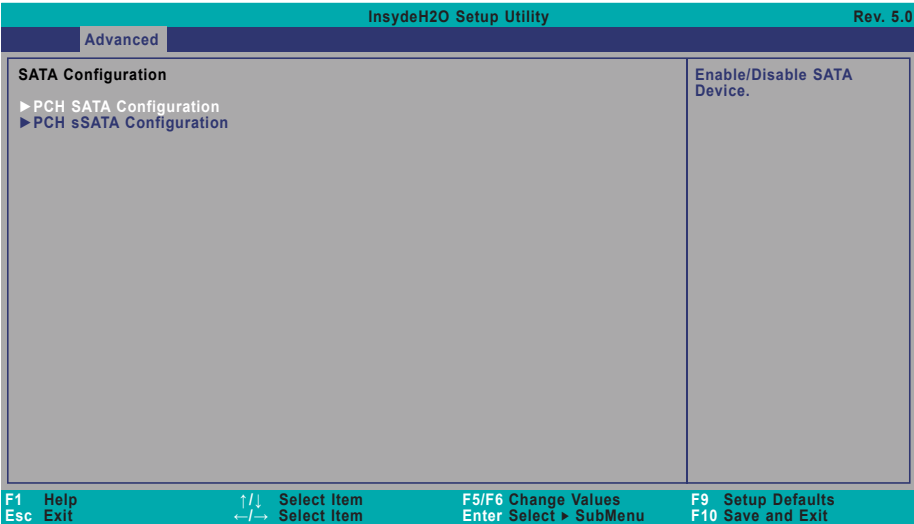 InsydeH2O Setup Utility Rev. 5.0
Advanced
SATA Configuration
►PCH SATA Configuration
►PCH sSATA Configuration
Enable/Disable SATA
Device.
F1 Help ↑/↓ Select Item F5/F6 Change Values F9 Setup Defaults
Esc Exit ←/→ Select Item Enter Select ► SubMenu F10 Save and Exit